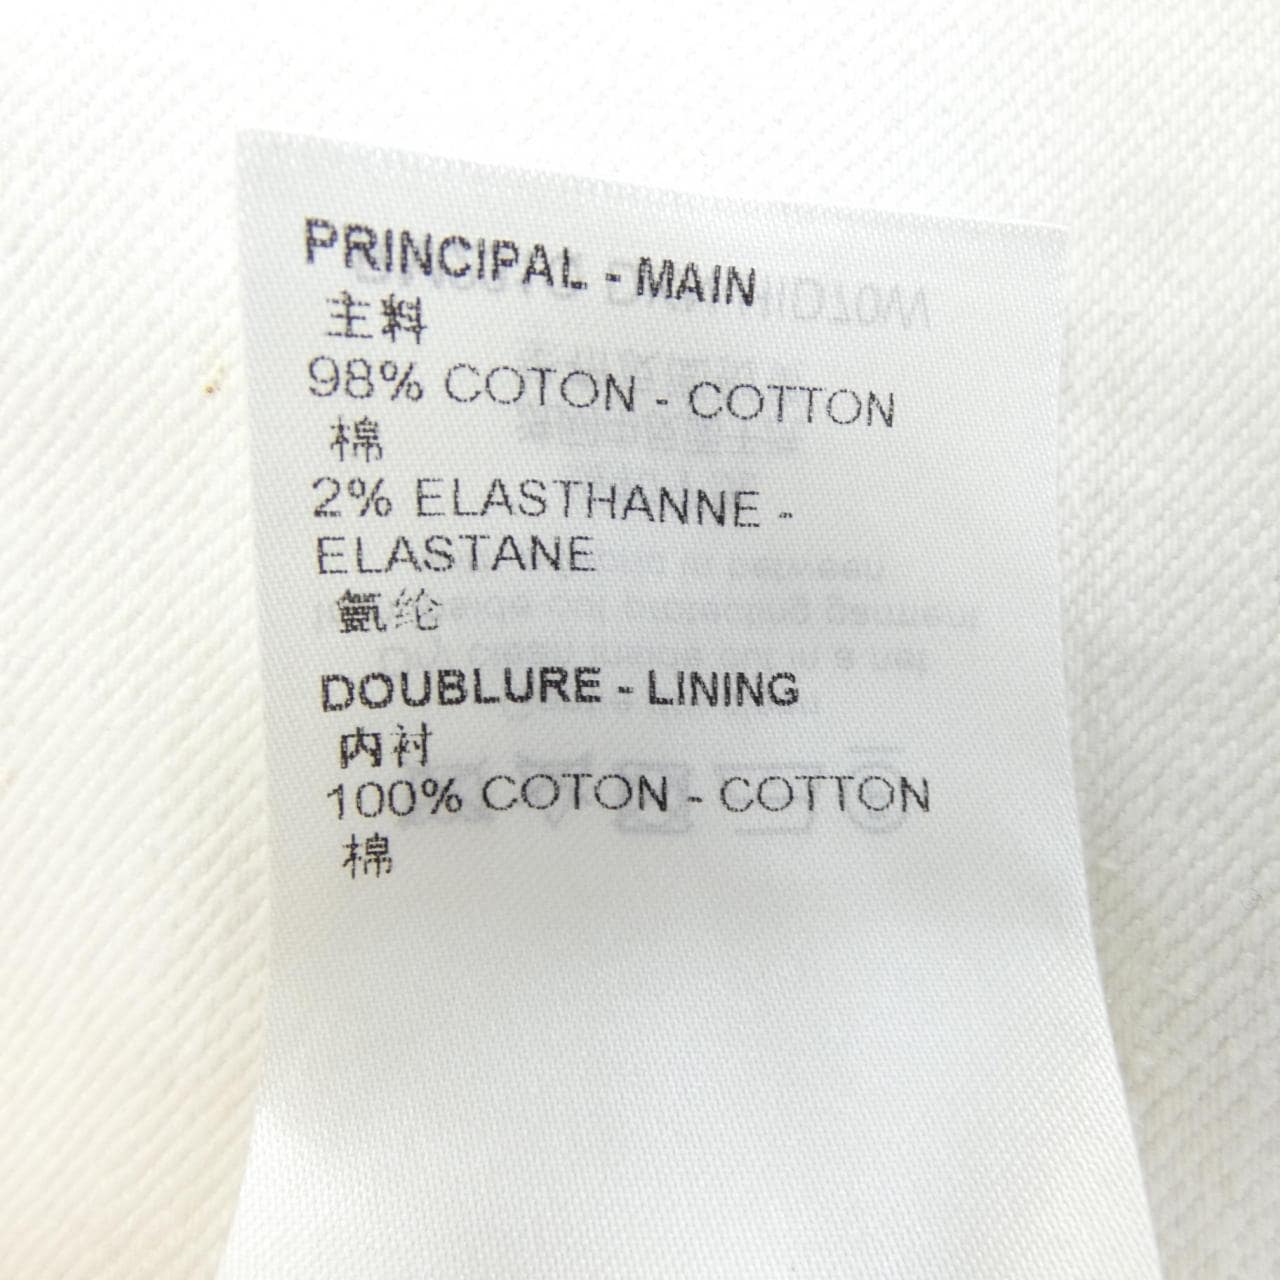 PRINCIPAL - MAIN
主料
98% COTON - COTTON
棉
2% ELASTHANNE -
ELASTANE
氨纶
DOUBLURE - LINING
内衬
100% COTON - COTTON
棉